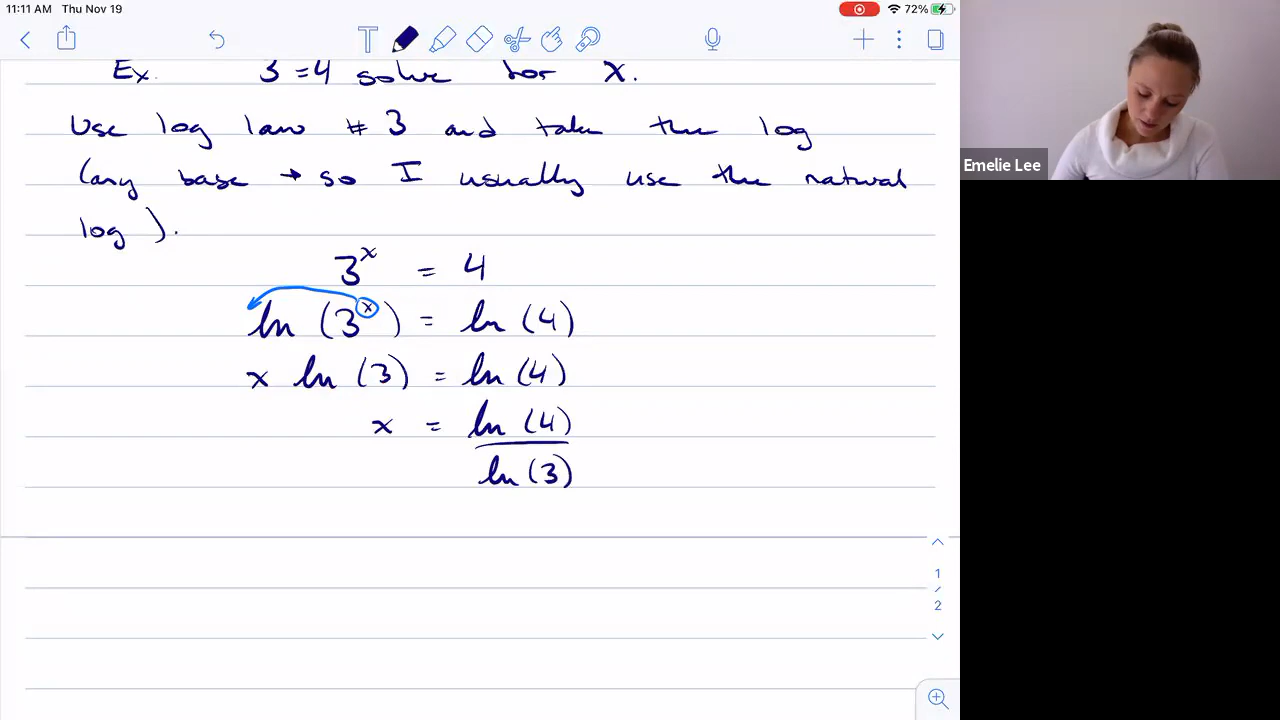 11:11 AM Thu Nov 19
72%
Ex. 3 = 4 solve for x.
Use log law # 3 and take the log
(any base → so I usually use the natural
log).
3^x = 4
ln (3^x) = ln (4)
x ln (3) = ln (4)
x = ln (4)
ln (3)
1
/
2
Emelie Lee